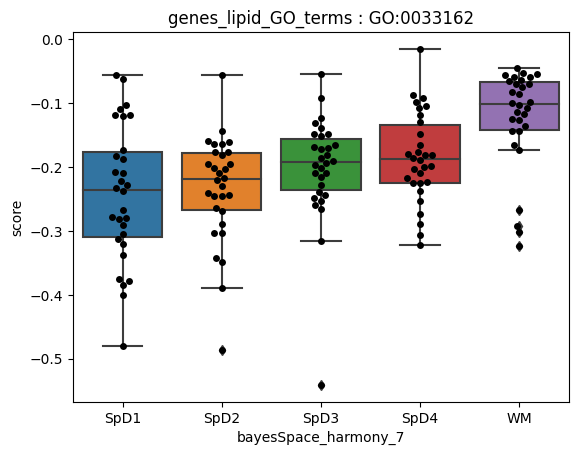 genes_lipid_GO_terms : GO:0033162
0.0
−0.1
−0.2
−0.3
−0.4
−0.5
score
SpD1 SpD2 SpD3 SpD4 WM
bayesSpace_harmony_7